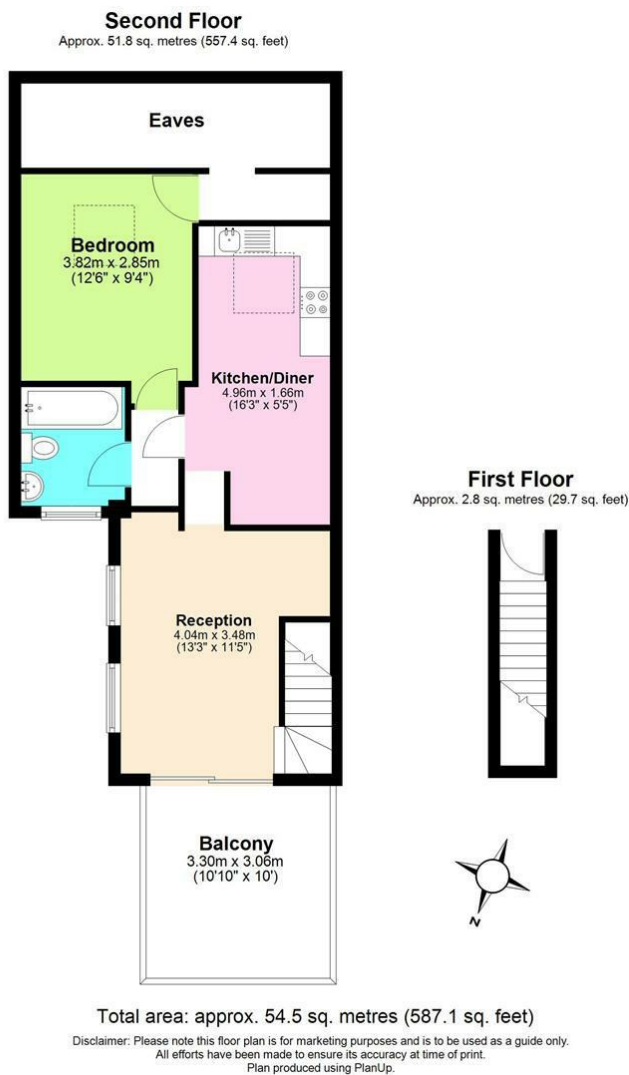 Second Floor
Approx. 51.8 sq. metres (557.4 sq. feet)
Eaves
Bedroom
3.82m x 2.85m
(12'6" x 9'4")
Kitchen/Diner
4.96m x 1.66m
(16'3" x 5'5")
First Floor
Approx. 2.8 sq. metres (29.7 sq. feet)
Reception
4.04m x 3.48m
(13'3" x 11'5")
Balcony
3.30m x 3.06m
(10'10" x 10')
N
Total area: approx. 54.5 sq. metres (587.1 sq. feet)
Disclaimer: Please note this floor plan is for marketing purposes and is to be used as a guide only.
All efforts have been made to ensure its accuracy at time of print.
Plan produced using PlanUp.